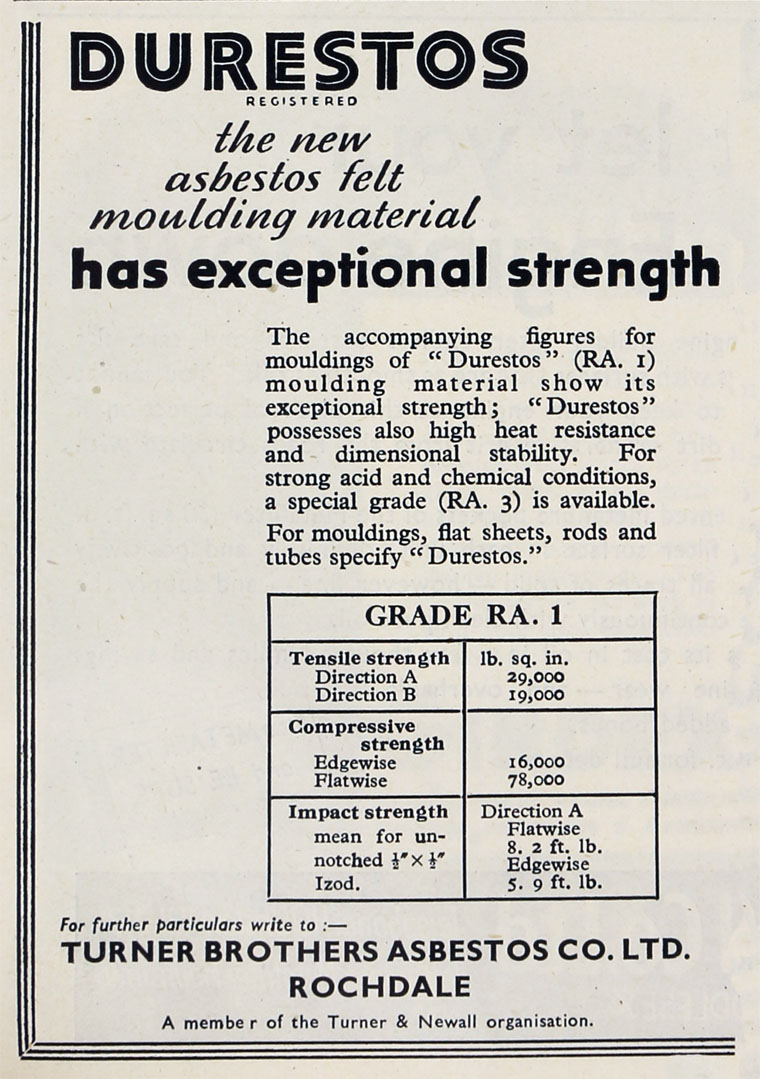 DURESTOS
REGISTERED
the new
asbestos felt
moulding material
has exceptional strength
The accompanying figures for
mouldings of “Durestos” (RA. 1)
moulding material show its
exceptional strength; “Durestos”
possesses also high heat resistance
and dimensional stability. For
strong acid and chemical conditions,
a special grade (RA. 3) is available.
For mouldings, flat sheets, rods and
tubes specify “Durestos.”
GRADE RA. 1
Tensile strength lb. sq. in.
Direction A 29,000
Direction B 19,000
Compressive
strength
Edgewise 16,000
Flatwise 78,000
Impact strength Direction A
mean for un- Flatwise
notched ½″ × ½″ 8. 2 ft. lb.
Edgewise
Izod. 5. 9 ft. lb.
For further particulars write to :—
TURNER BROTHERS ASBESTOS CO. LTD.
ROCHDALE
A member of the Turner & Newall organisation.